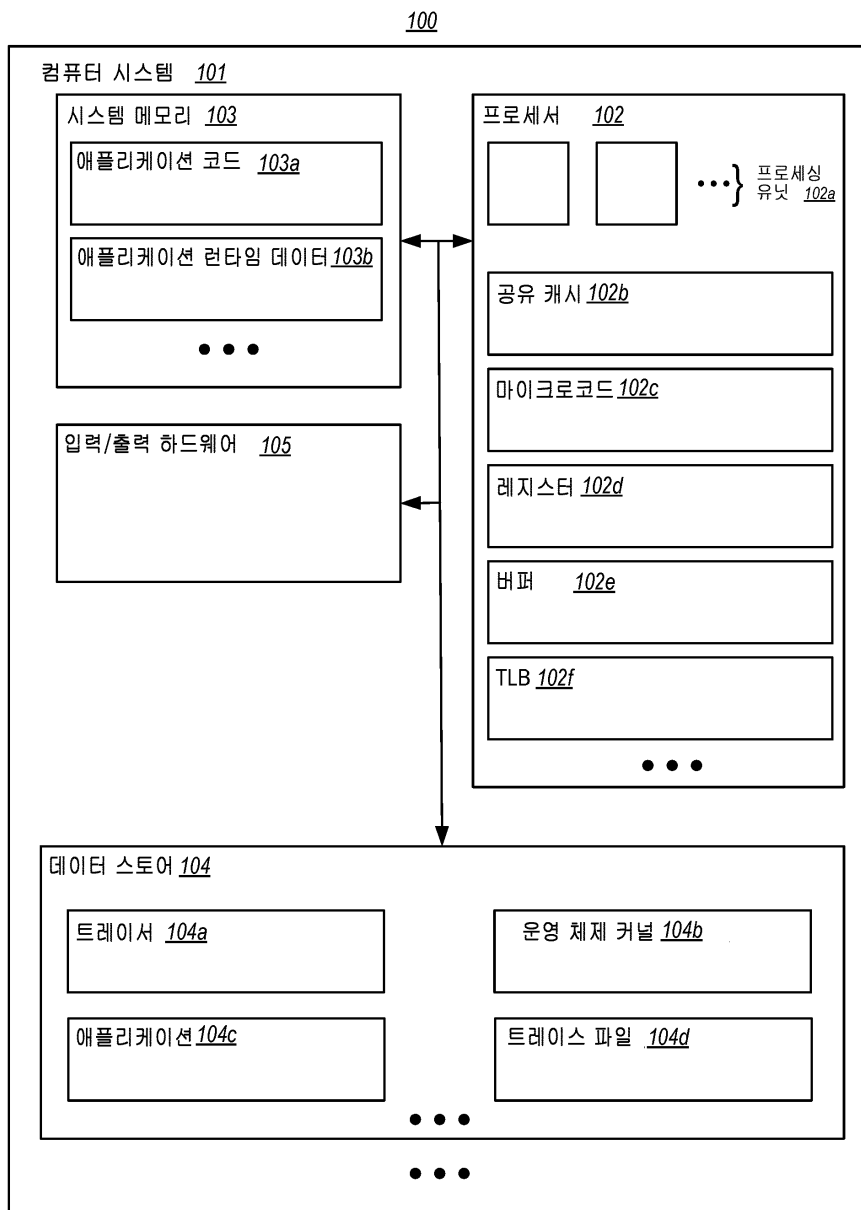 100
컴퓨터 시스템 101
시스템 메모리 103
애플리케이션 코드 103a
애플리케이션 런타임 데이터 103b
입력/출력 하드웨어 105
프로세서 102
프로세싱
유닛 102a
공유 캐시 102b
마이크로코드 102c
레지스터 102d
버퍼 102e
TLB 102f
데이터 스토어 104
트레이서 104a
운영 체제 커널 104b
애플리케이션 104c
트레이스 파일 104d